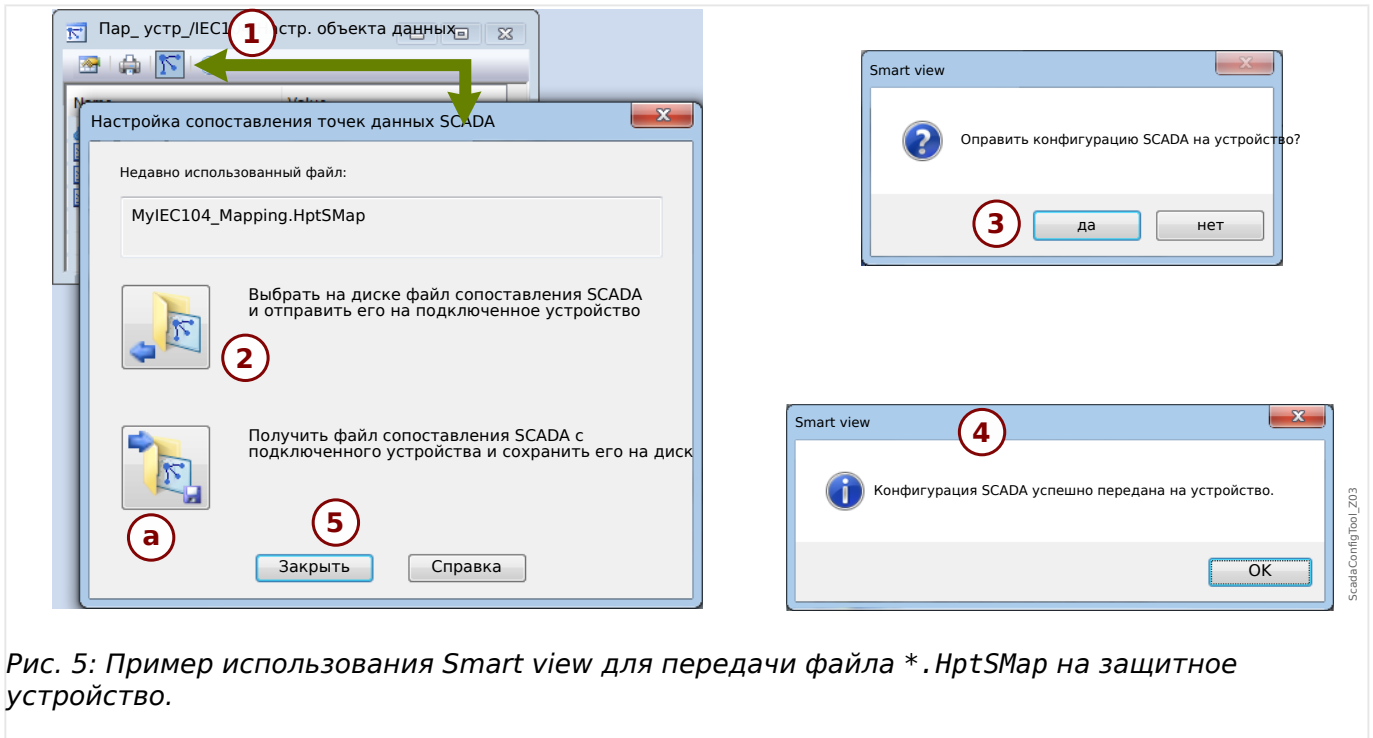 Пар_ устр_/IEC1 стр. объекта данных
1
Name Value
Настройка сопоставления точек данных SCADA
Недавно использованный файл:
MyIEC104_Mapping.HptSMap
Выбрать на диске файл сопоставления SCADA
и отправить его на подключенное устройство
2
Получить файл сопоставления SCADA с
подключенного устройства и сохранить его на диск
a
5
Закрыть Справка
Smart view
Оправить конфигурацию SCADA на устройство?
3
да нет
Smart view
4
Конфигурация SCADA успешно передана на устройство.
OK
ScadaConfigTool_Z03
Рис. 5: Пример использования Smart view для передачи файла *.HptSMap на защитное
устройство.